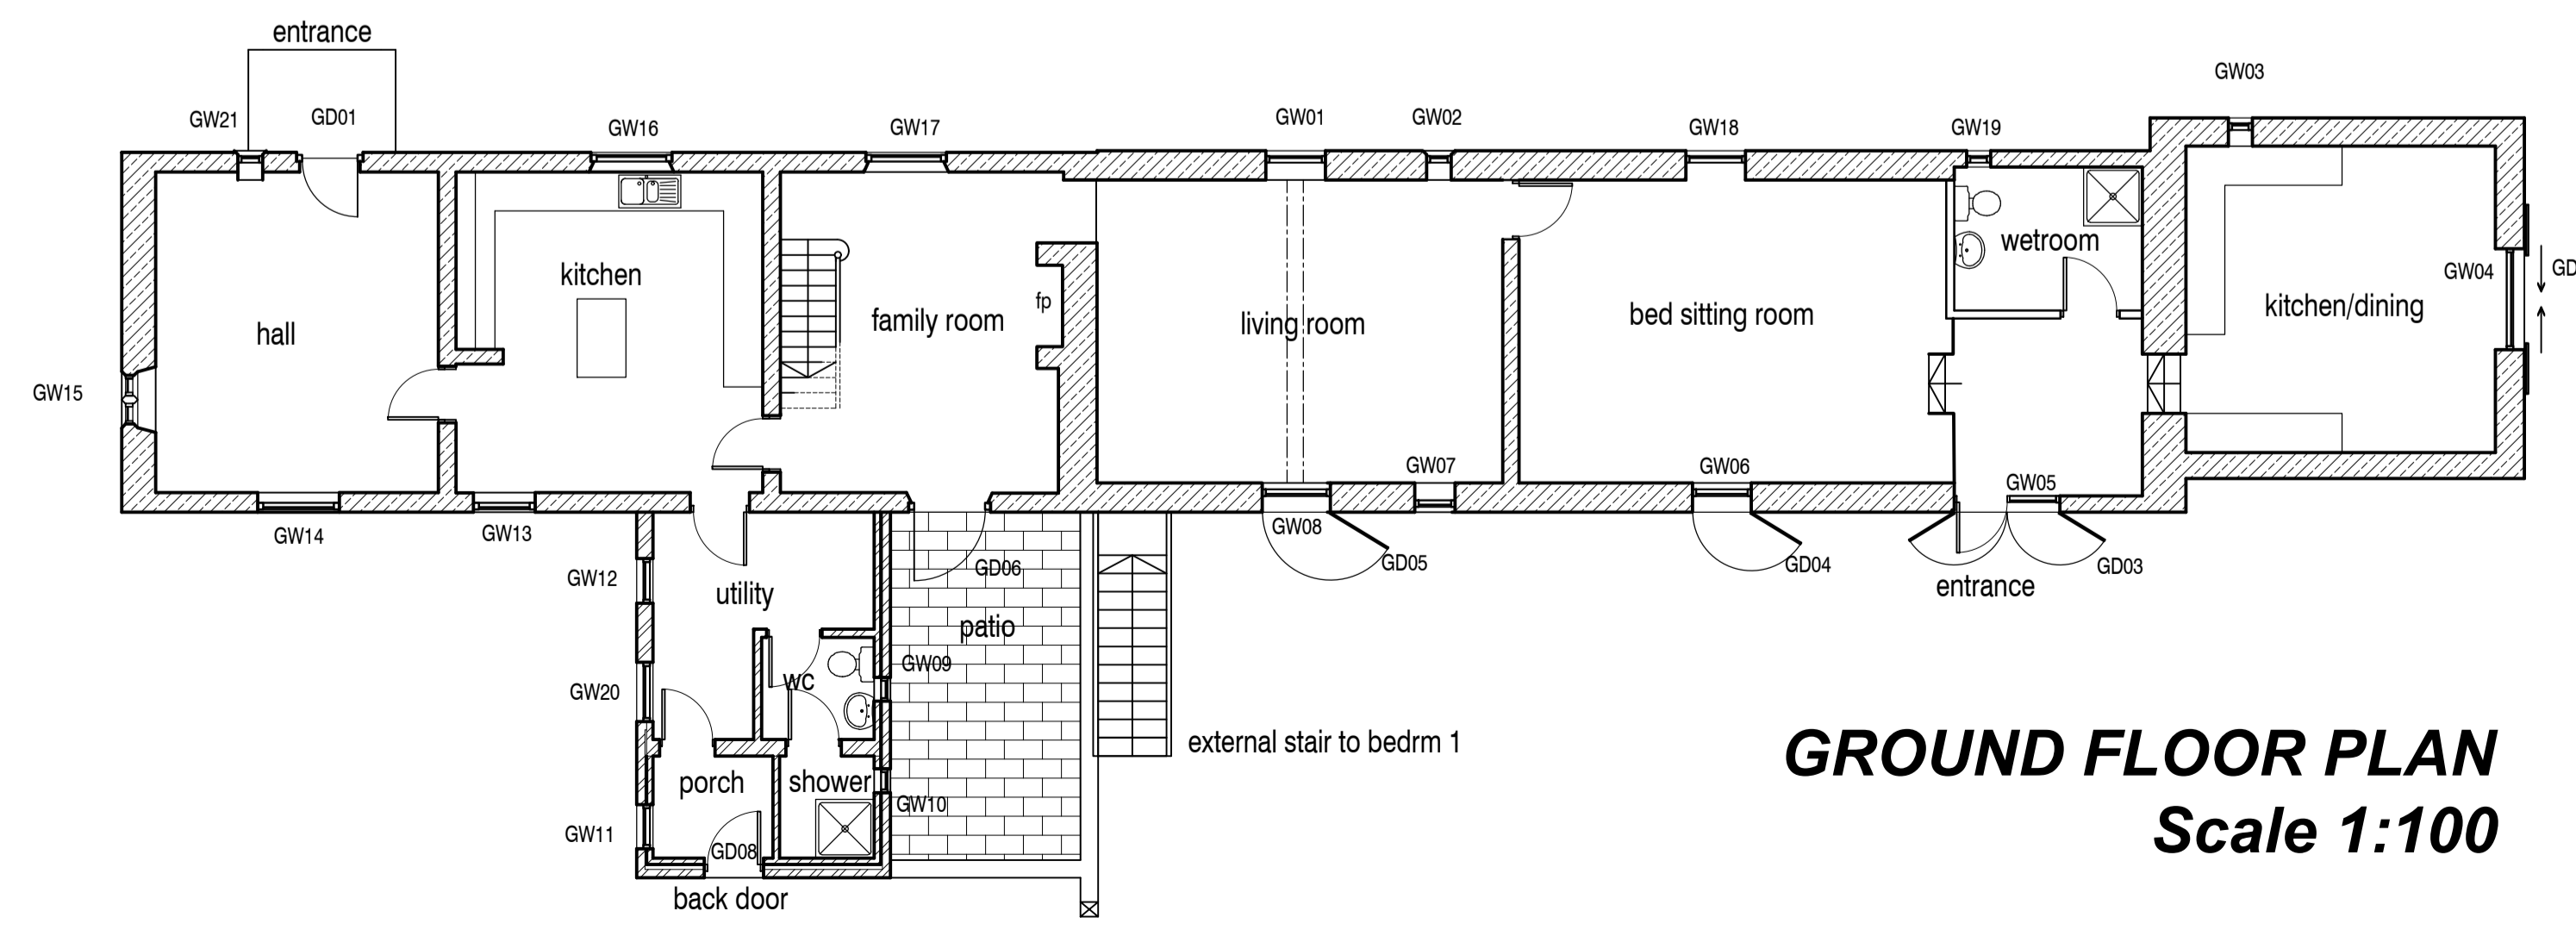 entrance
GW03
GW21
GD01
GW16
GW17
GW01
GW02
GW18
GW19
wetroom
kitchen
GW04
GD
fp
kitchen/dining
hall
family room
living room
bed sitting room
GW15
GW07
GW06
GW05
GW14
GW13
GW08
GW12
GD06
GD05
GD04
GD03
utility
entrance
patio
GW09
wc
GW20
external stair to bedrm 1
GROUND FLOOR PLAN
Scale 1:100
porch
shower
GW10
GW11
GD08
back door